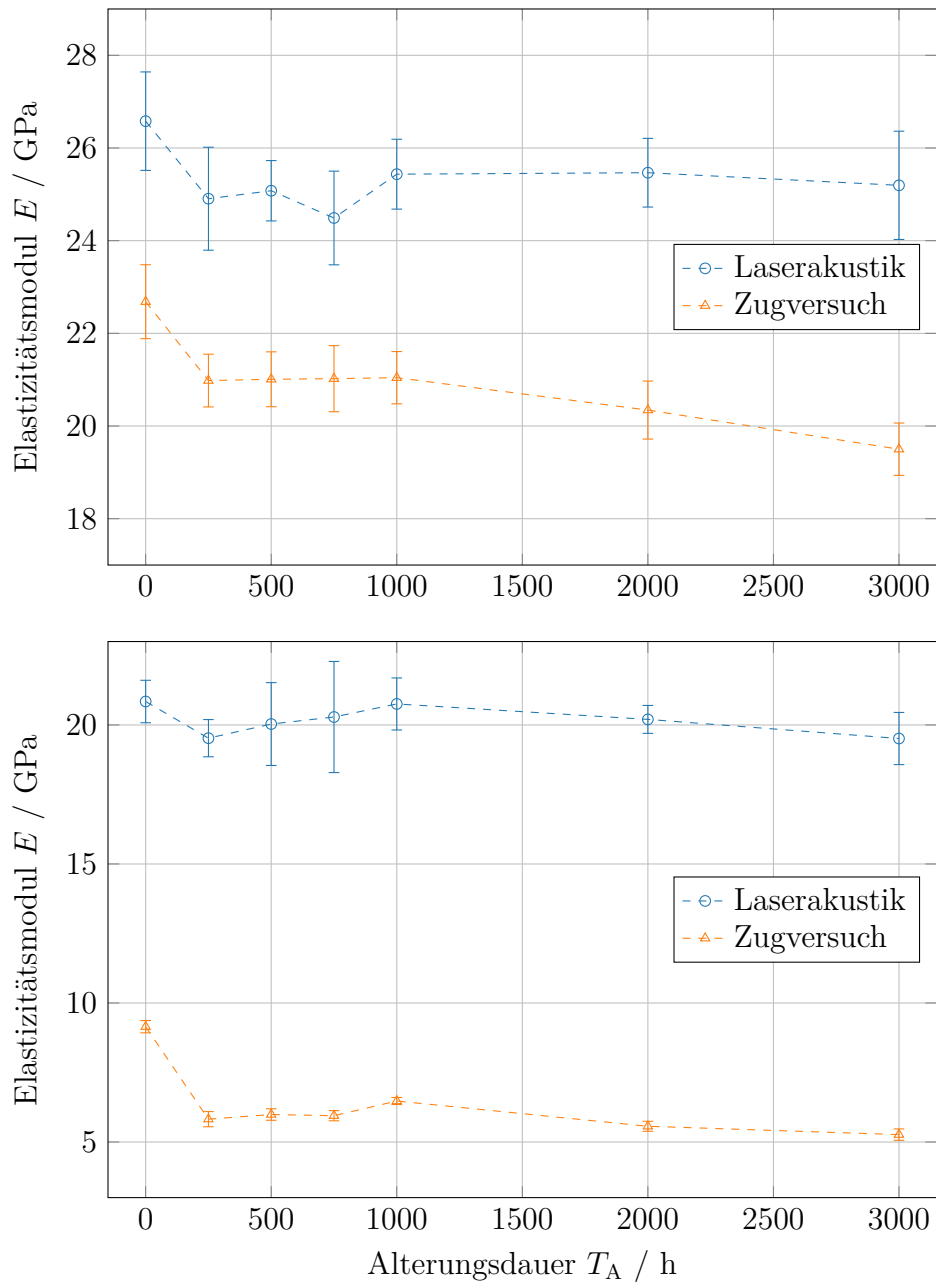 28
26
24
22
20
18
Elastizitätsmodul E / GPa
Laserakustik
Zugversuch
0 500 1000 1500 2000 2500 3000
20
15
10
5
Elastizitätsmodul E / GPa
Laserakustik
Zugversuch
0 500 1000 1500 2000 2500 3000
Alterungsdauer T_A / h